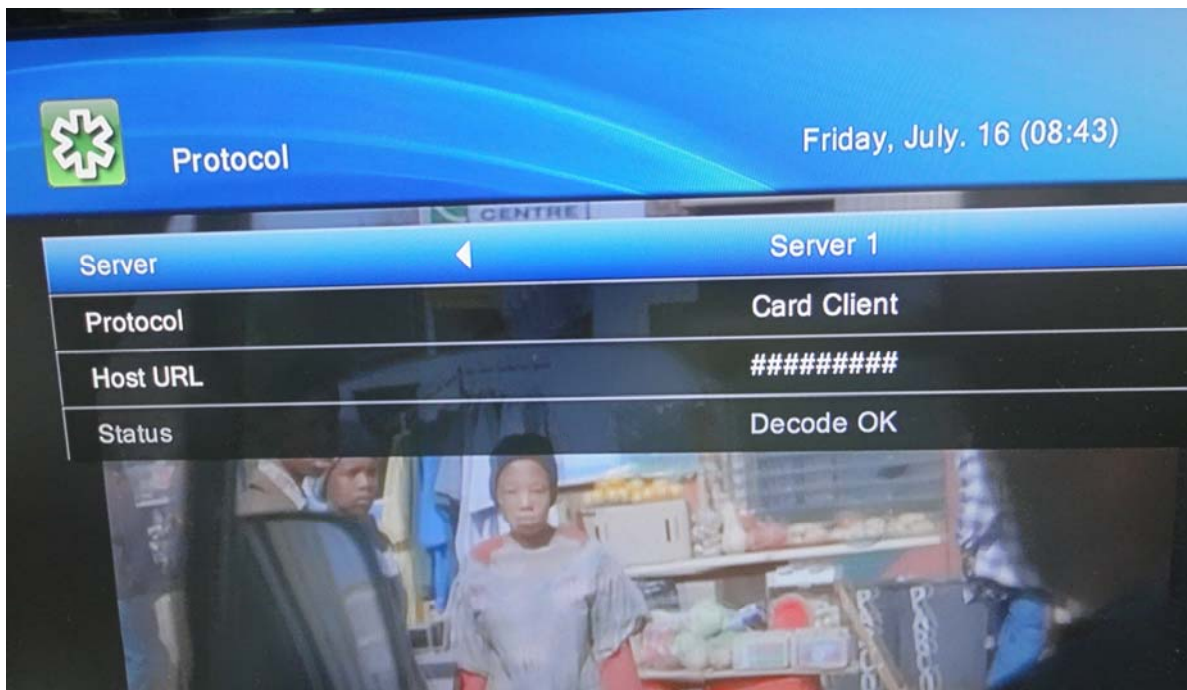 Protocol
Friday, July. 16 (08:43)
CENTRE
Server Server 1
Protocol Card Client
Host URL #########
Status Decode OK